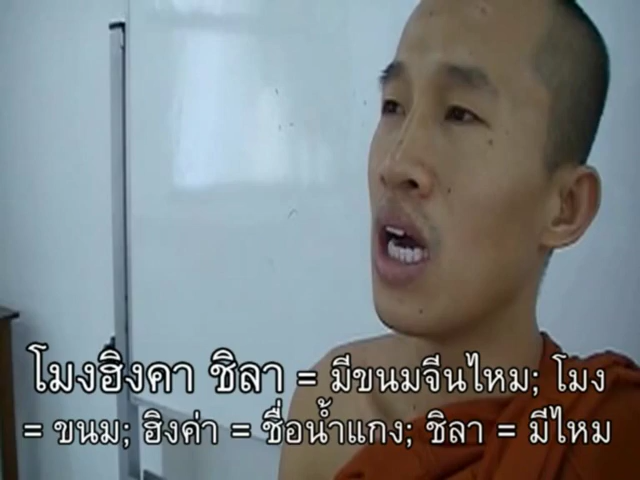 โมงฮิงคา ชิลา = มีขนมจีนไหม; โมง
= ขนม; ฮิงค่า = ชื่อน้ำแกง; ชิลา = มีไหม